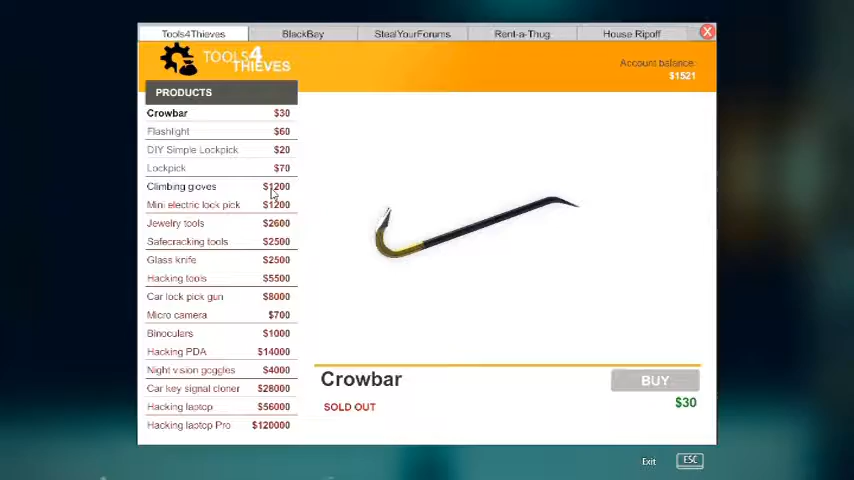 Tools4Thieves BlackBay StealYourForums Rent-a-Thug House Ripoff X
TOOLS 4 THIEVES
Account balance:
$1521
PRODUCTS
Crowbar $30
Flashlight $60
DIY Simple Lockpick $20
Lockpick $70
Climbing gloves $1200
Mini electric lock pick $1200
Jewelry tools $2600
Safecracking tools $2500
Glass knife $2500
Hacking tools $5500
Car lock pick gun $8000
Micro camera $700
Binoculars $1000
Hacking PDA $14000
Night vision goggles $4000
Car key signal cloner $28000
Hacking laptop $56000
Hacking laptop Pro $120000
Crowbar
BUY
SOLD OUT
$30
Exit ESC